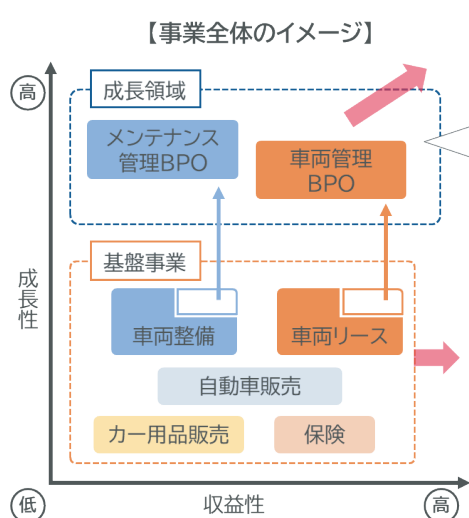 【事業全体のイメージ】
高
成長領域
メンテナンス
管理BPO
車両管理
BPO
成長性
基盤事業
車両整備
車両リース
自動車販売
カー用品販売
保険
低
収益性
高